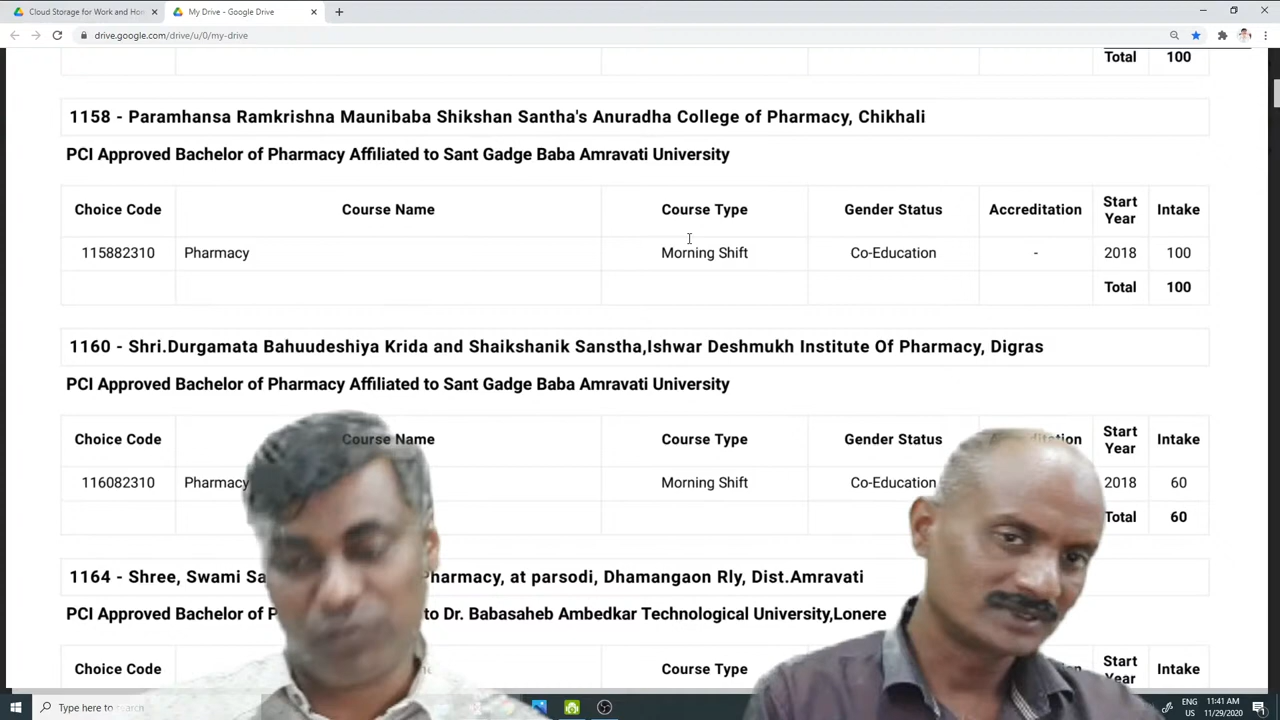 Cloud Storage for Work and Hom
My Drive - Google Drive
drive.google.com/drive/u/0/my-drive
Total 100
1158 - Paramhansa Ramkrishna Maunibaba Shikshan Santha's Anuradha College of Pharmacy, Chikhali
PCI Approved Bachelor of Pharmacy Affiliated to Sant Gadge Baba Amravati University
Choice Code Course Name Course Type Gender Status Accreditation Start Year Intake
115882310 Pharmacy Morning Shift Co-Education - 2018 100
Total 100
1160 - Shri.Durgamata Bahuudeshiya Krida and Shaikshanik Sanstha,Ishwar Deshmukh Institute Of Pharmacy, Digras
PCI Approved Bachelor of Pharmacy Affiliated to Sant Gadge Baba Amravati University
Choice Code Course Name Course Type Gender Status Accreditation Start Year Intake
116082310 Pharmacy Morning Shift Co-Education 2018 60
Total 60
1164 - Shree, Swami Sa harmacy, at parsodi, Dhamangaon Rly, Dist.Amravati
PCI Approved Bachelor of P to Dr. Babasaheb Ambedkar Technological University,Lonere
Choice Code Course Type Start Year Intake
Type here to search
ENG 11:41 AM
US 11/29/2020